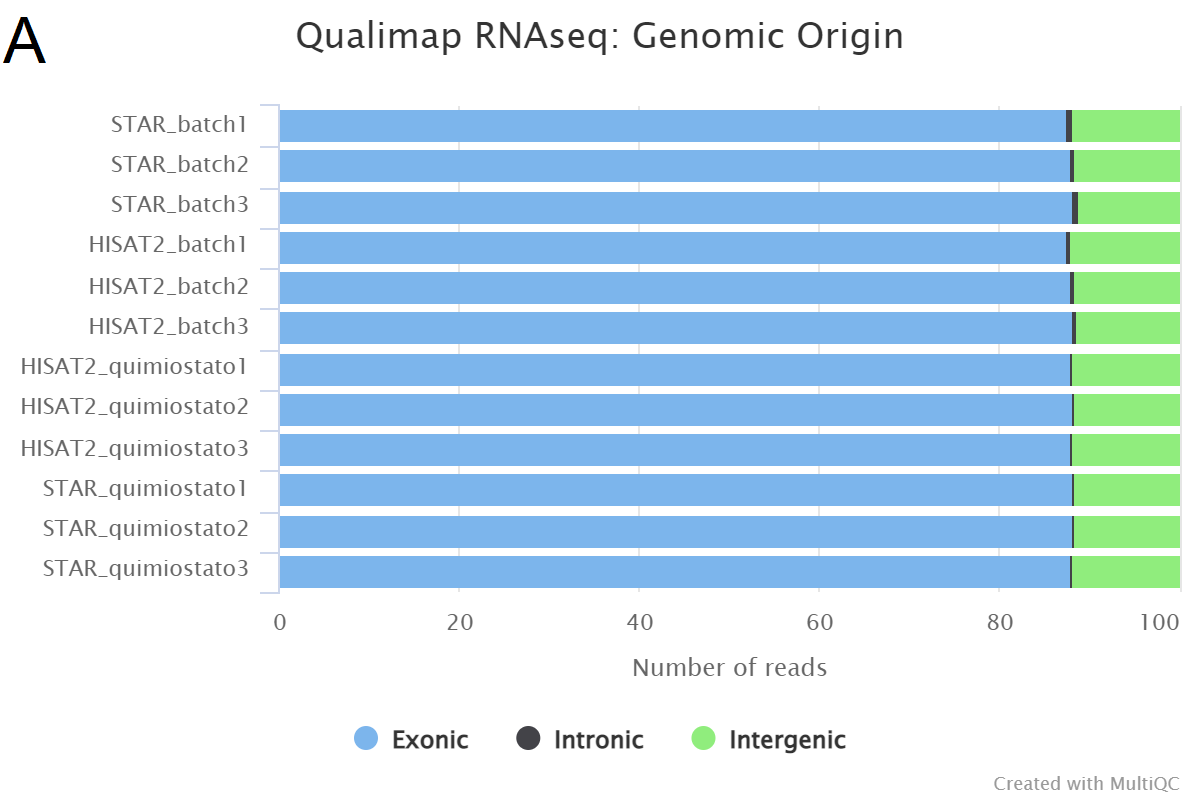 A
Qualimap RNAseq: Genomic Origin
STAR_batch1
STAR_batch2
STAR_batch3
HISAT2_batch1
HISAT2_batch2
HISAT2_batch3
HISAT2_quimiostato1
HISAT2_quimiostato2
HISAT2_quimiostato3
STAR_quimiostato1
STAR_quimiostato2
STAR_quimiostato3
0 20 40 60 80 100
Number of reads
Exonic Intronic Intergenic
Created with MultiQC